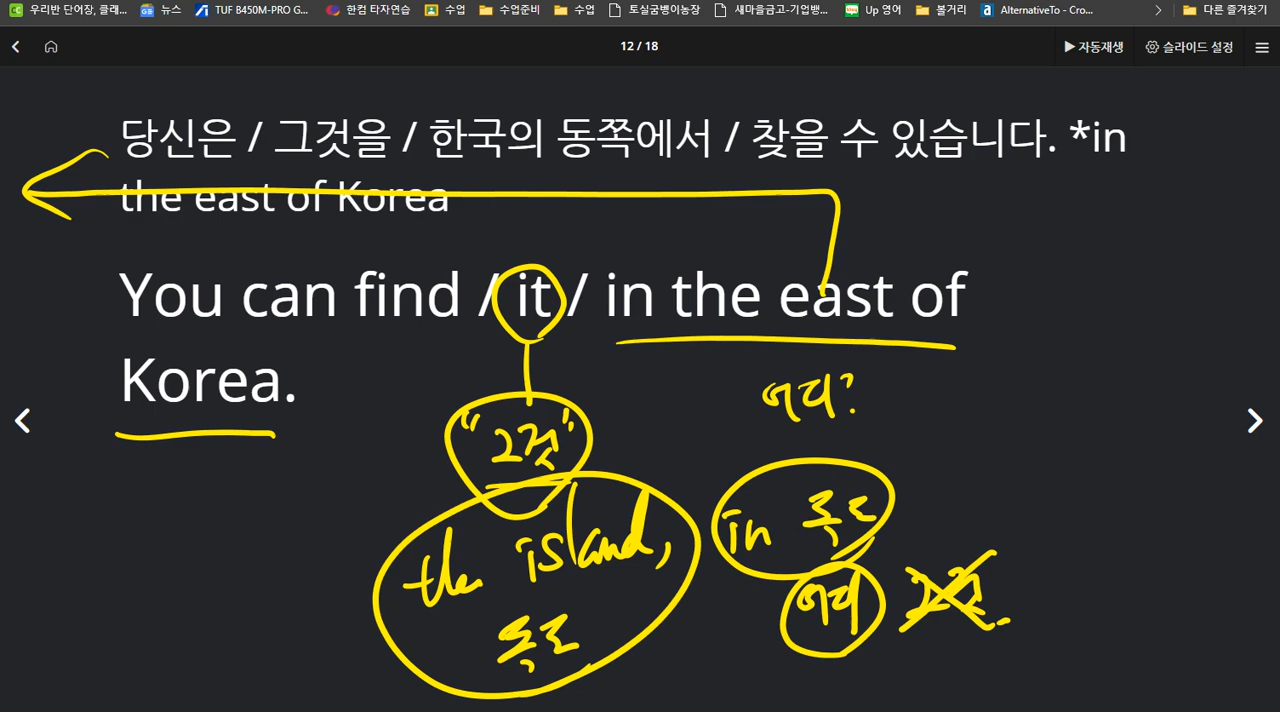 우리반 단어장, 클래... 뉴스 TUF B450M-PRO G... 한컴 타자연습 수업 수업준비 수업 토실굼벵이농장 새마을금고-기업뱅... Up 영어 볼거리 AlternativeTo - Cro... 다른 즐겨찾기
12 / 18 자동재생 슬라이드 설정
당신은 / 그것을 / 한국의 동쪽에서 / 찾을 수 있습니다. *in
the east of Korea
You can find / it / in the east of
Korea.
어디?
"그것"
in 독도
the island,
어디
독도